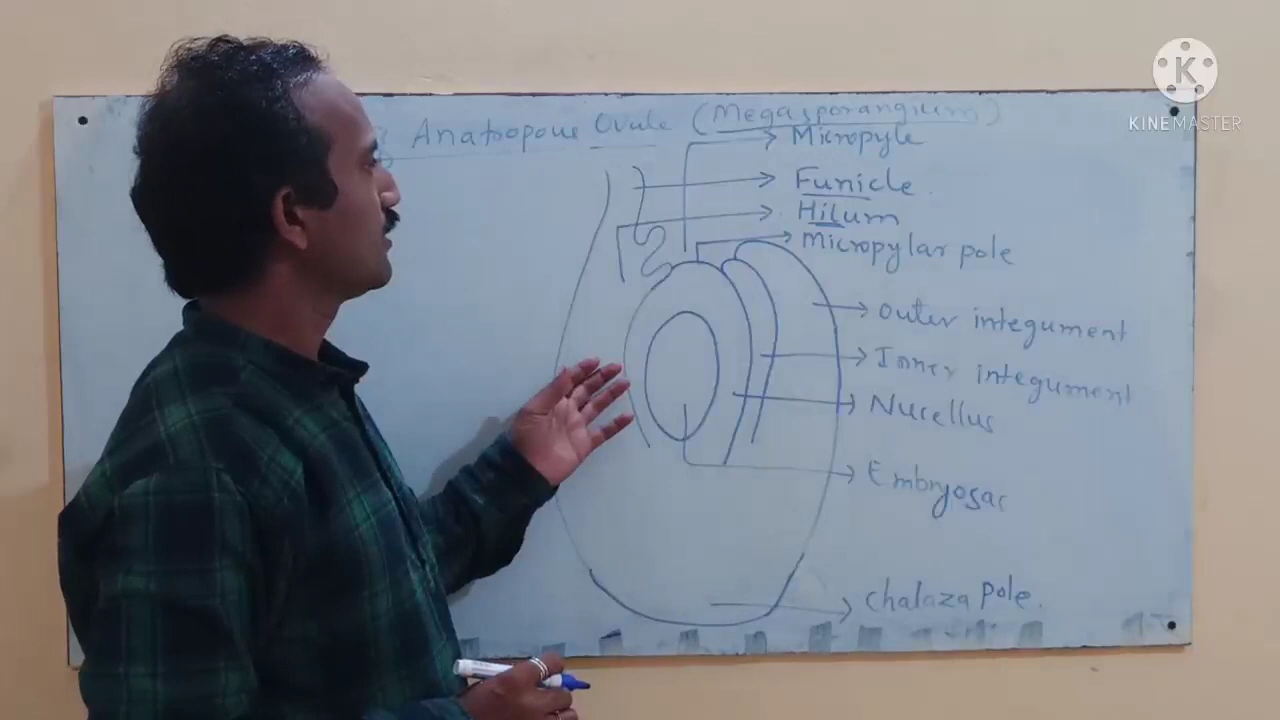 Anatropous Ovule (Megasporangium)
Micropyle
Funicle
Hilum
Micropylar pole
Outer integument
Inner integument
Nucellus
Embryosac
Chalaza pole.
K
KINEMASTER